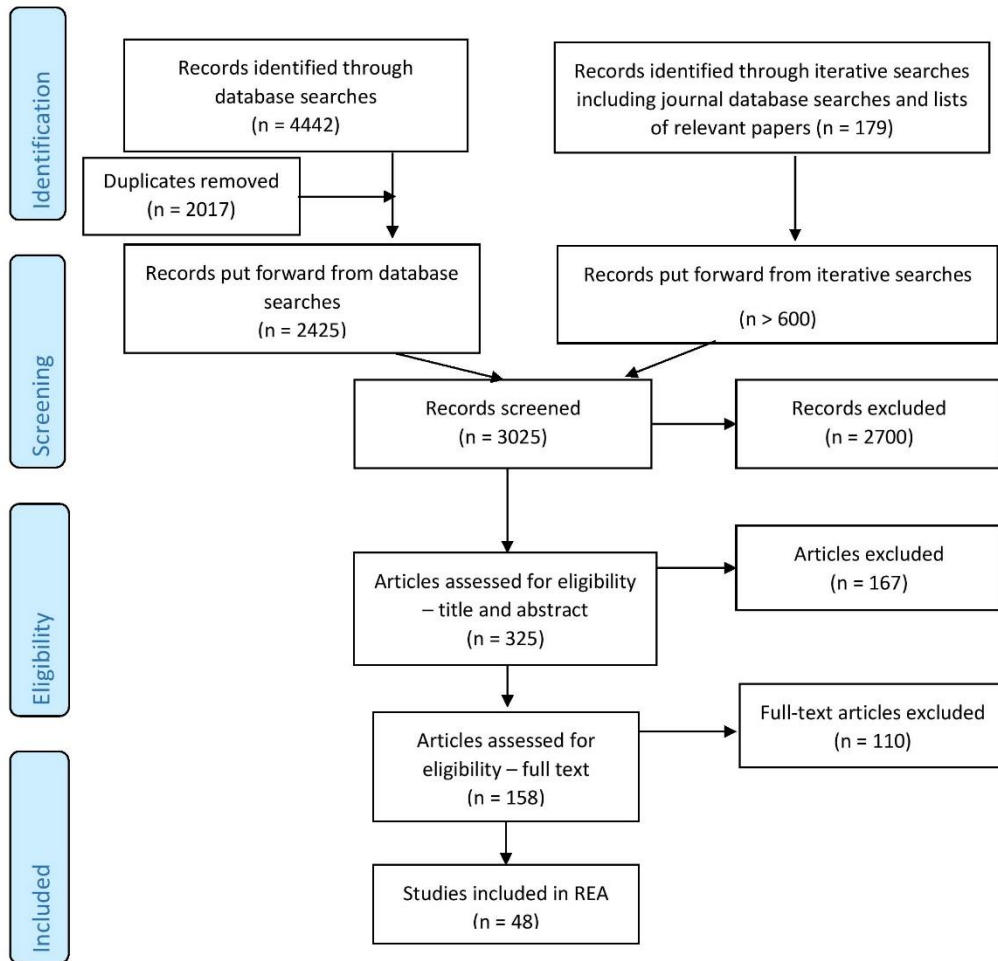 Identification
Records identified through
database searches
(n = 4442)
Records identified through iterative searches
including journal database searches and lists
of relevant papers (n = 179)
Duplicates removed
(n = 2017)
Screening
Records put forward from database
searches
(n = 2425)
Records put forward from iterative searches
(n > 600)
Records screened
(n = 3025)
Records excluded
(n = 2700)
Eligibility
Articles assessed for eligibility
– title and abstract
(n = 325)
Articles excluded
(n = 167)
Articles assessed for
eligibility – full text
(n = 158)
Full-text articles excluded
(n = 110)
Included
Studies included in REA
(n = 48)